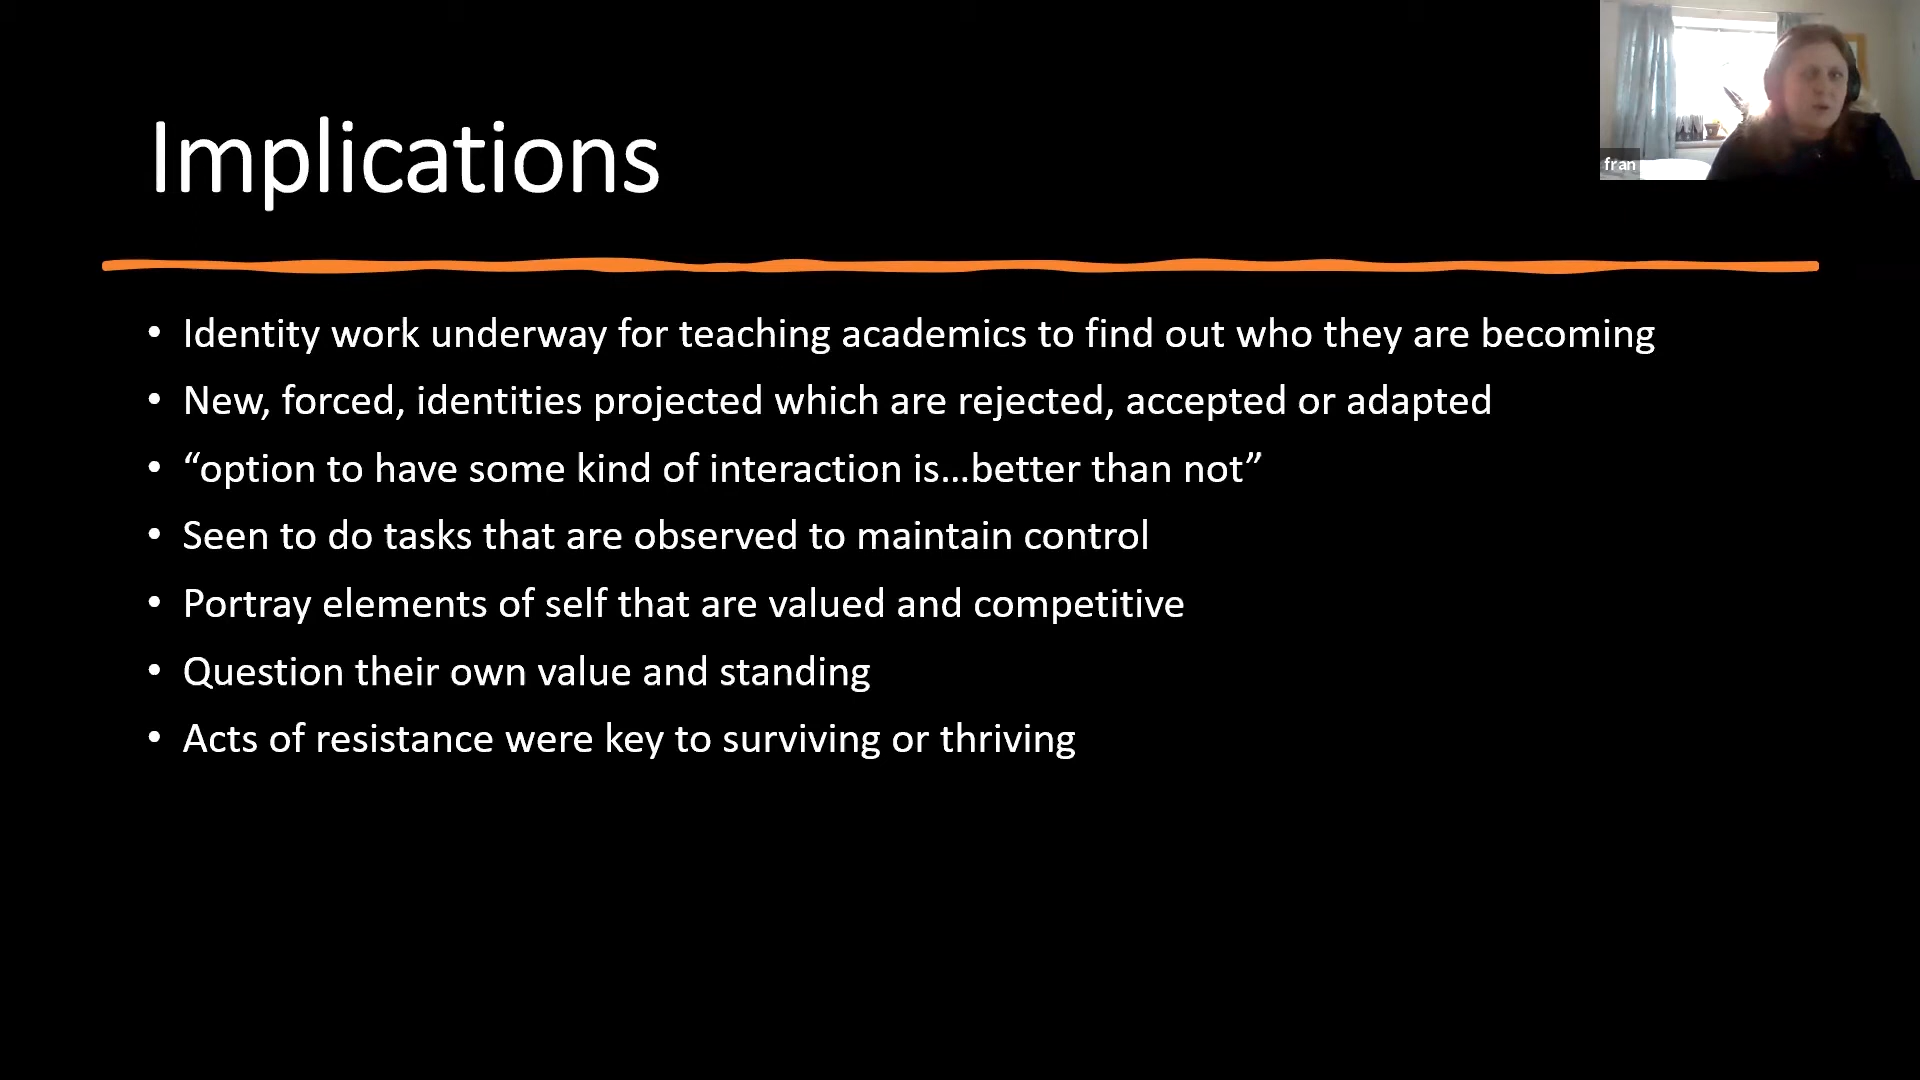 Implications
fran
• Identity work underway for teaching academics to find out who they are becoming
• New, forced, identities projected which are rejected, accepted or adapted
• “option to have some kind of interaction is…better than not”
• Seen to do tasks that are observed to maintain control
• Portray elements of self that are valued and competitive
• Question their own value and standing
• Acts of resistance were key to surviving or thriving